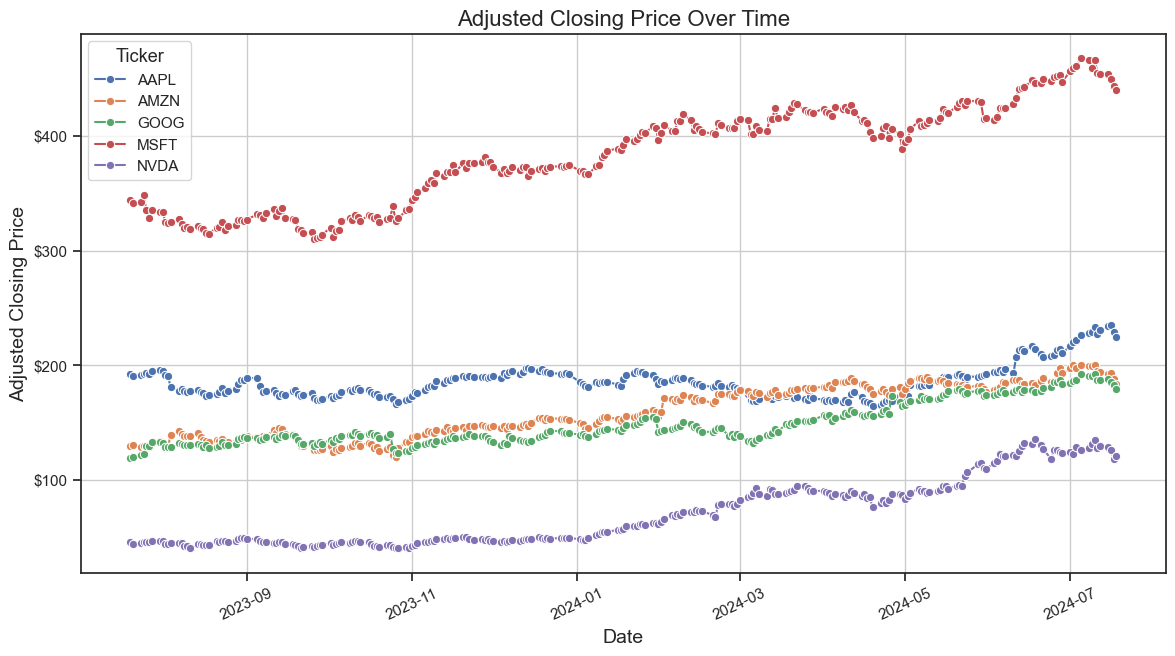 Adjusted Closing Price Over Time
Ticker
AAPL
AMZN
GOOG
MSFT
NVDA
Adjusted Closing Price
$400
$300
$200
$100
2023-09
2023-11
2024-01
2024-03
2024-05
2024-07
Date